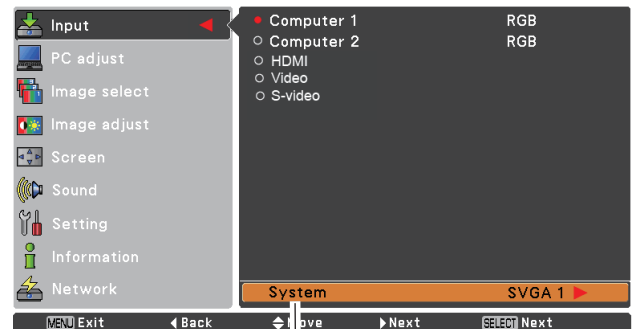 Input
PC adjust
Image select
Image adjust
Screen
Sound
Setting
Information
Network
Computer 1 RGB
Computer 2 RGB
HDMI
Video
S-video
System SVGA 1
MENU Exit Back ove Next SELECT Next